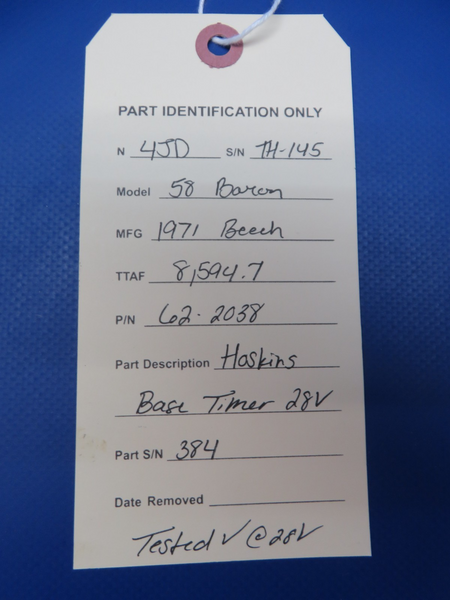 PART IDENTIFICATION ONLY
N 4JD S/N TH-145
Model 58 Baron
MFG 1971 Beech
TTAF 8,594.7
P/N 62-2038
Part Description Hoskins
Base Timer 28V
Part S/N 384
Date Removed
Tested √ @ 28V